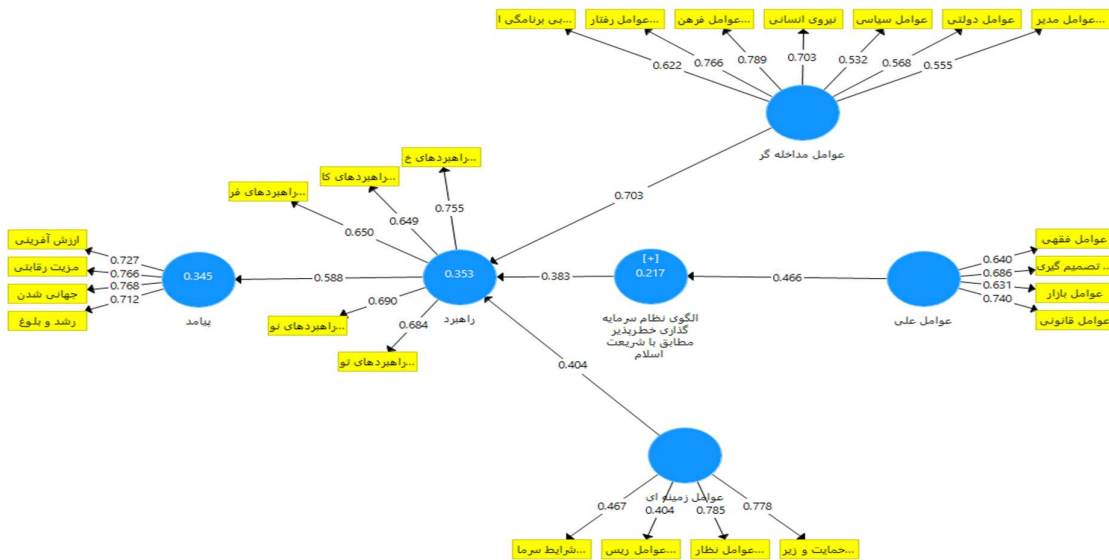 بی برنامگی ا...
عوامل رفتار...
عوامل فرهن...
نیروی انسانی
عوامل سیاسی
عوامل دولتی
عوامل مدیر...
0.622
0.766
0.789
0.703
0.532
0.568
0.555
عوامل مداخله گر
راهبردهای خ...
راهبردهای کا...
راهبردهای فر...
0.755
0.649
0.650
0.703
ارزش آفرینی
مزیت رقابتی
جهانی شدن
رشد و بلوغ
0.727
0.766
0.768
0.712
0.345
پیامد
0.588
0.353
راهبرد
0.383
[+]
0.217
الگوی نظام سرمایه
گذاری خطرپذیر
مطابق با شریعت
اسلام
0.466
عوامل علی
0.640
0.686
0.631
0.740
عوامل فقهی
تصمیم گیری ..
عوامل بازار
عوامل قانونی
0.690
0.684
راهبردهای نو...
راهبردهای تو...
0.404
عوامل زمینه ای
0.467
0.404
0.785
0.778
شرایط سرما...
عوامل ریس...
عوامل نظار...
حمایت و زیر...